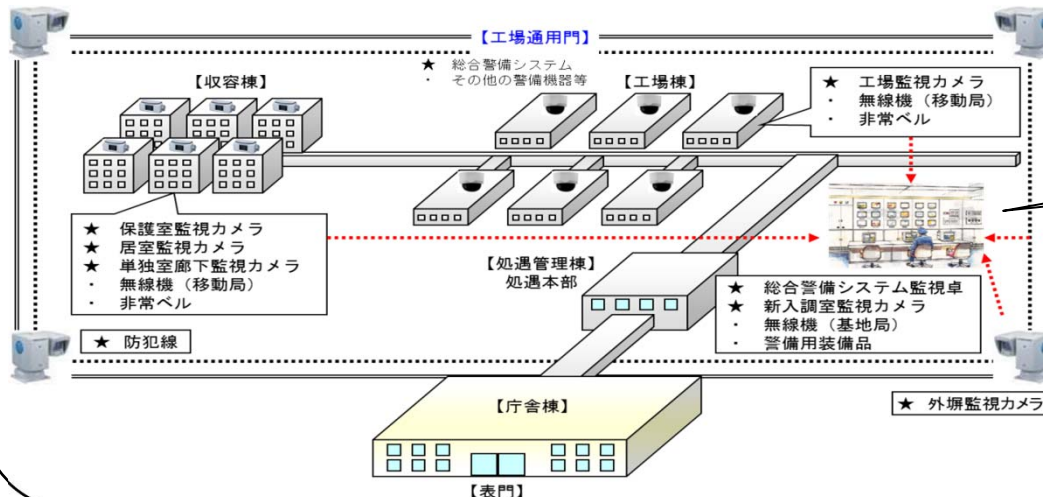 【工場通用門】
★ 総合警備システム
・ その他の警備機器等
【収容棟】
【工場棟】
★ 工場監視カメラ
・ 無線機（移動局）
・ 非常ベル
★ 保護室監視カメラ
★ 居室監視カメラ
★ 単独室廊下監視カメラ
・ 無線機（移動局）
・ 非常ベル
【処遇管理棟】
処遇本部
★ 総合警備システム監視卓
★ 新入調室監視カメラ
・ 無線機（基地局）
・ 警備用装備品
★ 防犯線
【庁舎棟】
★ 外塀監視カメラ
【表門】